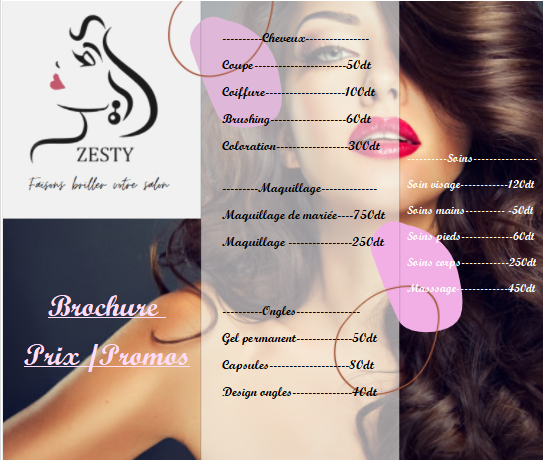 ZESTY
Faisons briller votre salon
Brochure
Prix /Promos
---------Cheveux---------------
Coupe----------------------50dt
Coiffure-------------------100dt
Brushing-------------------60dt
Coloration-----------------300dt
---------Maquillage-------------
Maquillage de mariée----750dt
Maquillage ---------------250dt
---------Ongles---------------
Gel permanent-------------50dt
Capsules-------------------80dt
Design ongles--------------40dt
---------Soins---------------
Soin visage-----------120dt
Soins mains---------- -50dt
Soins pieds------------60dt
Soins corps-----------250dt
Massage--------------450dt